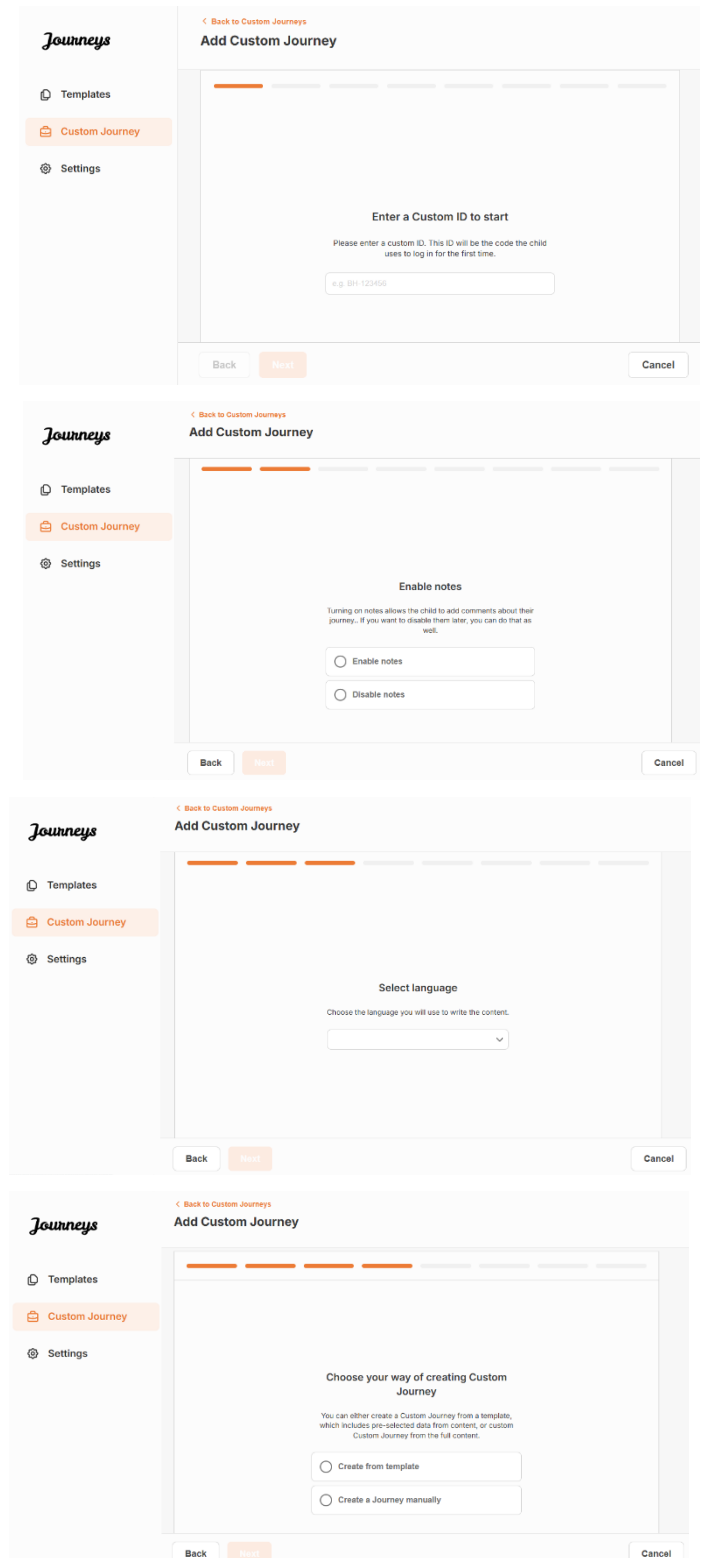 Back to Custom Journeys
Journeys
Add Custom Journey
Templates
Custom Journey
Settings
Enter a Custom ID to start
Please enter a custom ID. This ID will be the code the child
uses to log in for the first time.
e.g. BH-123456
Back
Next
Cancel
Back to Custom Journeys
Journeys
Add Custom Journey
Templates
Custom Journey
Settings
Enable notes
Turning on notes allows the child to add comments about their
journey.. If you want to disable them later, you can do that as
well.
Enable notes
Disable notes
Back
Next
Cancel
Back to Custom Journeys
Journeys
Add Custom Journey
Templates
Custom Journey
Settings
Select language
Choose the language you will use to write the content.
Back
Next
Cancel
Back to Custom Journeys
Journeys
Add Custom Journey
Templates
Custom Journey
Settings
Choose your way of creating Custom
Journey
You can either create a Custom Journey from a template,
which includes pre-selected data from content, or custom
Custom Journey from the full content.
Create from template
Create a Journey manually
Back
Next
Cancel